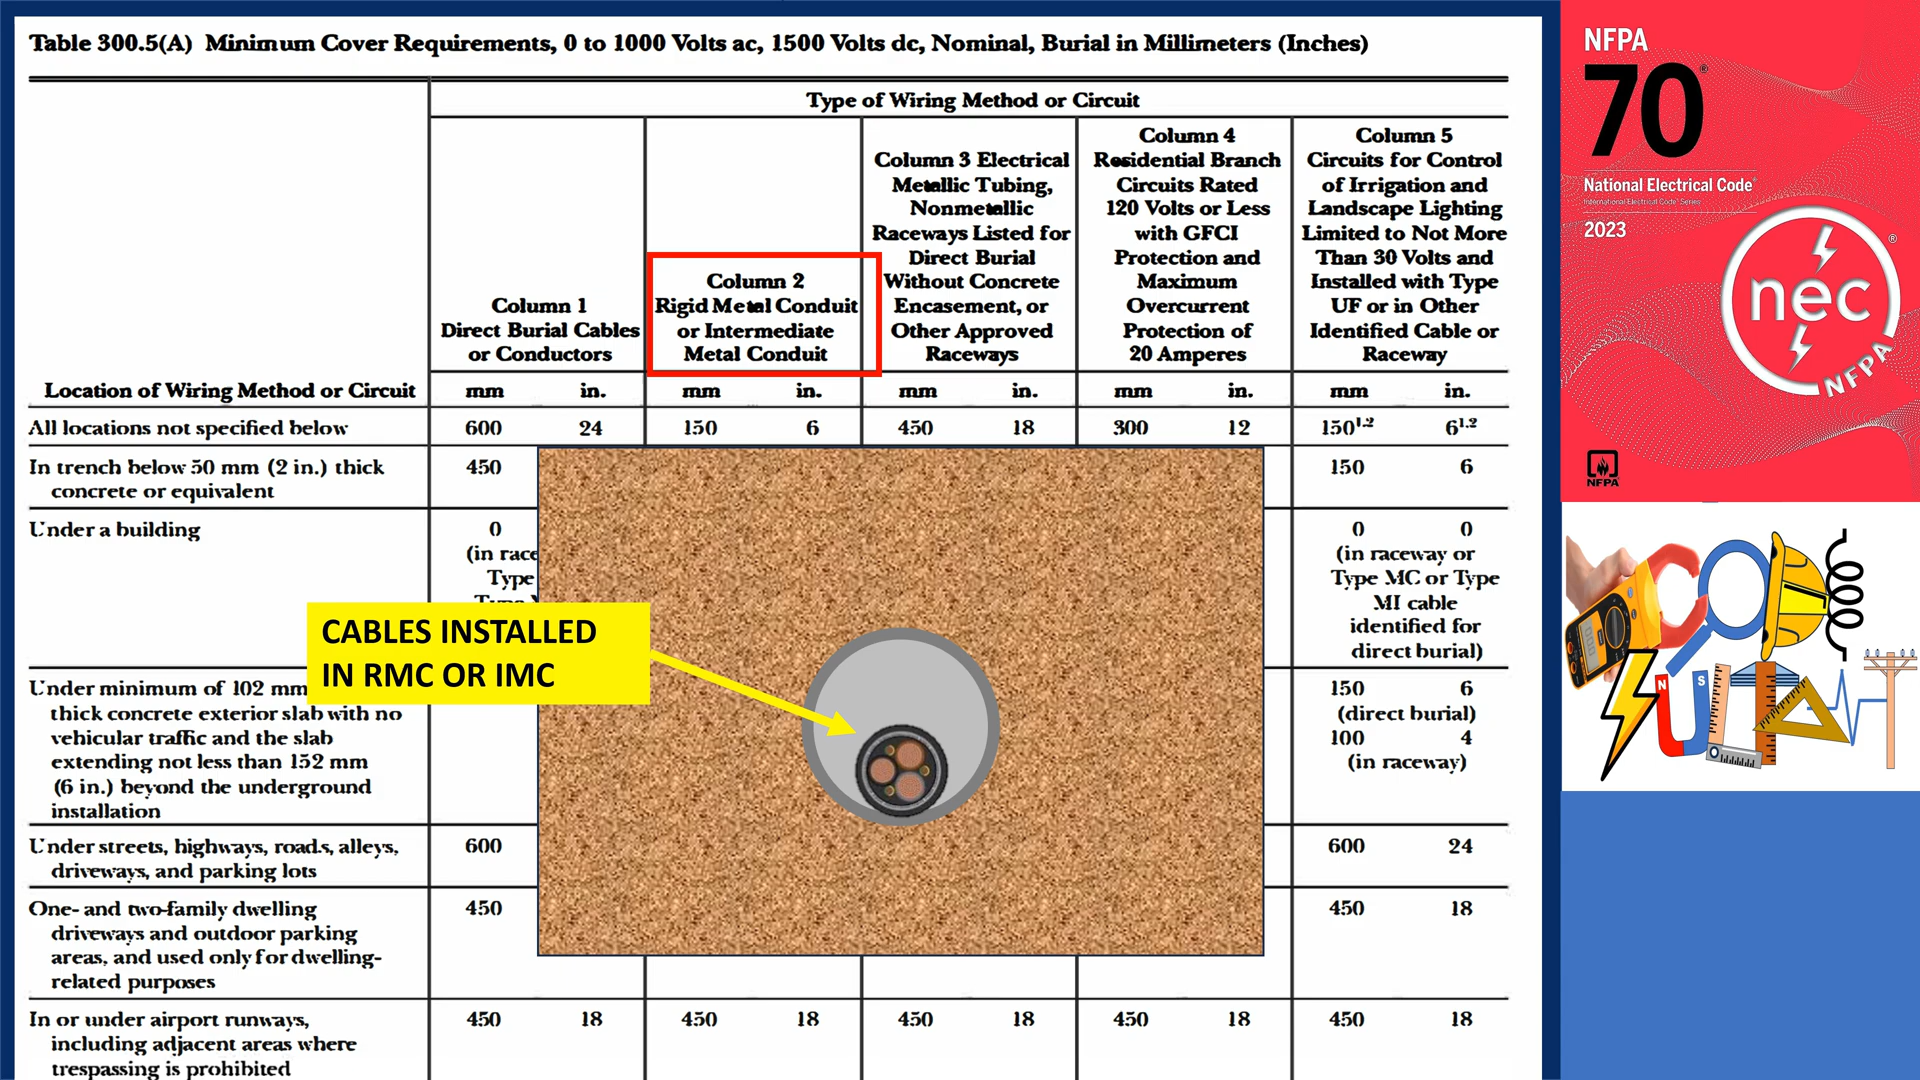 Table 300.5(A) Minimum Cover Requirements, 0 to 1000 Volts ac, 1500 Volts dc, Nominal, Burial in Millimeters (Inches)
Type of Wiring Method or Circuit
Location of Wiring Method or Circuit
Column 1
Direct Burial Cables
or Conductors
Column 2
Rigid Metal Conduit
or Intermediate
Metal Conduit
Column 3 Electrical
Metallic Tubing,
Nonmetallic
Raceways Listed for
Direct Burial
Without Concrete
Encasement, or
Other Approved
Raceways
Column 4
Residential Branch
Circuits Rated
120 Volts or Less
with GFCI
Protection and
Maximum
Overcurrent
Protection of
20 Amperes
Column 5
Circuits for Control
of Irrigation and
Landscape Lighting
Limited to Not More
Than 30 Volts and
Installed with Type
UF or in Other
Identified Cable or
Raceway
mm in. mm in. mm in. mm in. mm in.
All locations not specified below 600 24 150 6 450 18 300 12 150¹·² 6¹·²
In trench below 50 mm (2 in.) thick
concrete or equivalent
450 150 6
Under a building
0
(in race
Type
0 0
(in raceway or
Type MC or Type
MI cable
identified for
direct burial)
CABLES INSTALLED
IN RMC OR IMC
Under minimum of 102 mm
thick concrete exterior slab with no
vehicular traffic and the slab
extending not less than 152 mm
(6 in.) beyond the underground
installation
150 6
(direct burial)
100 4
(in raceway)
Under streets, highways, roads, alleys,
driveways, and parking lots
600 600 24
One- and two-family dwelling
driveways and outdoor parking
areas, and used only for dwelling-
related purposes
450 450 18
In or under airport runways,
including adjacent areas where
trespassing is prohibited
450 18 450 18 450 18 450 18 450 18
NFPA
70®
National Electrical Code®
International Electrical Code® Series
2023
nec
®
NFPA
NFPA
N S